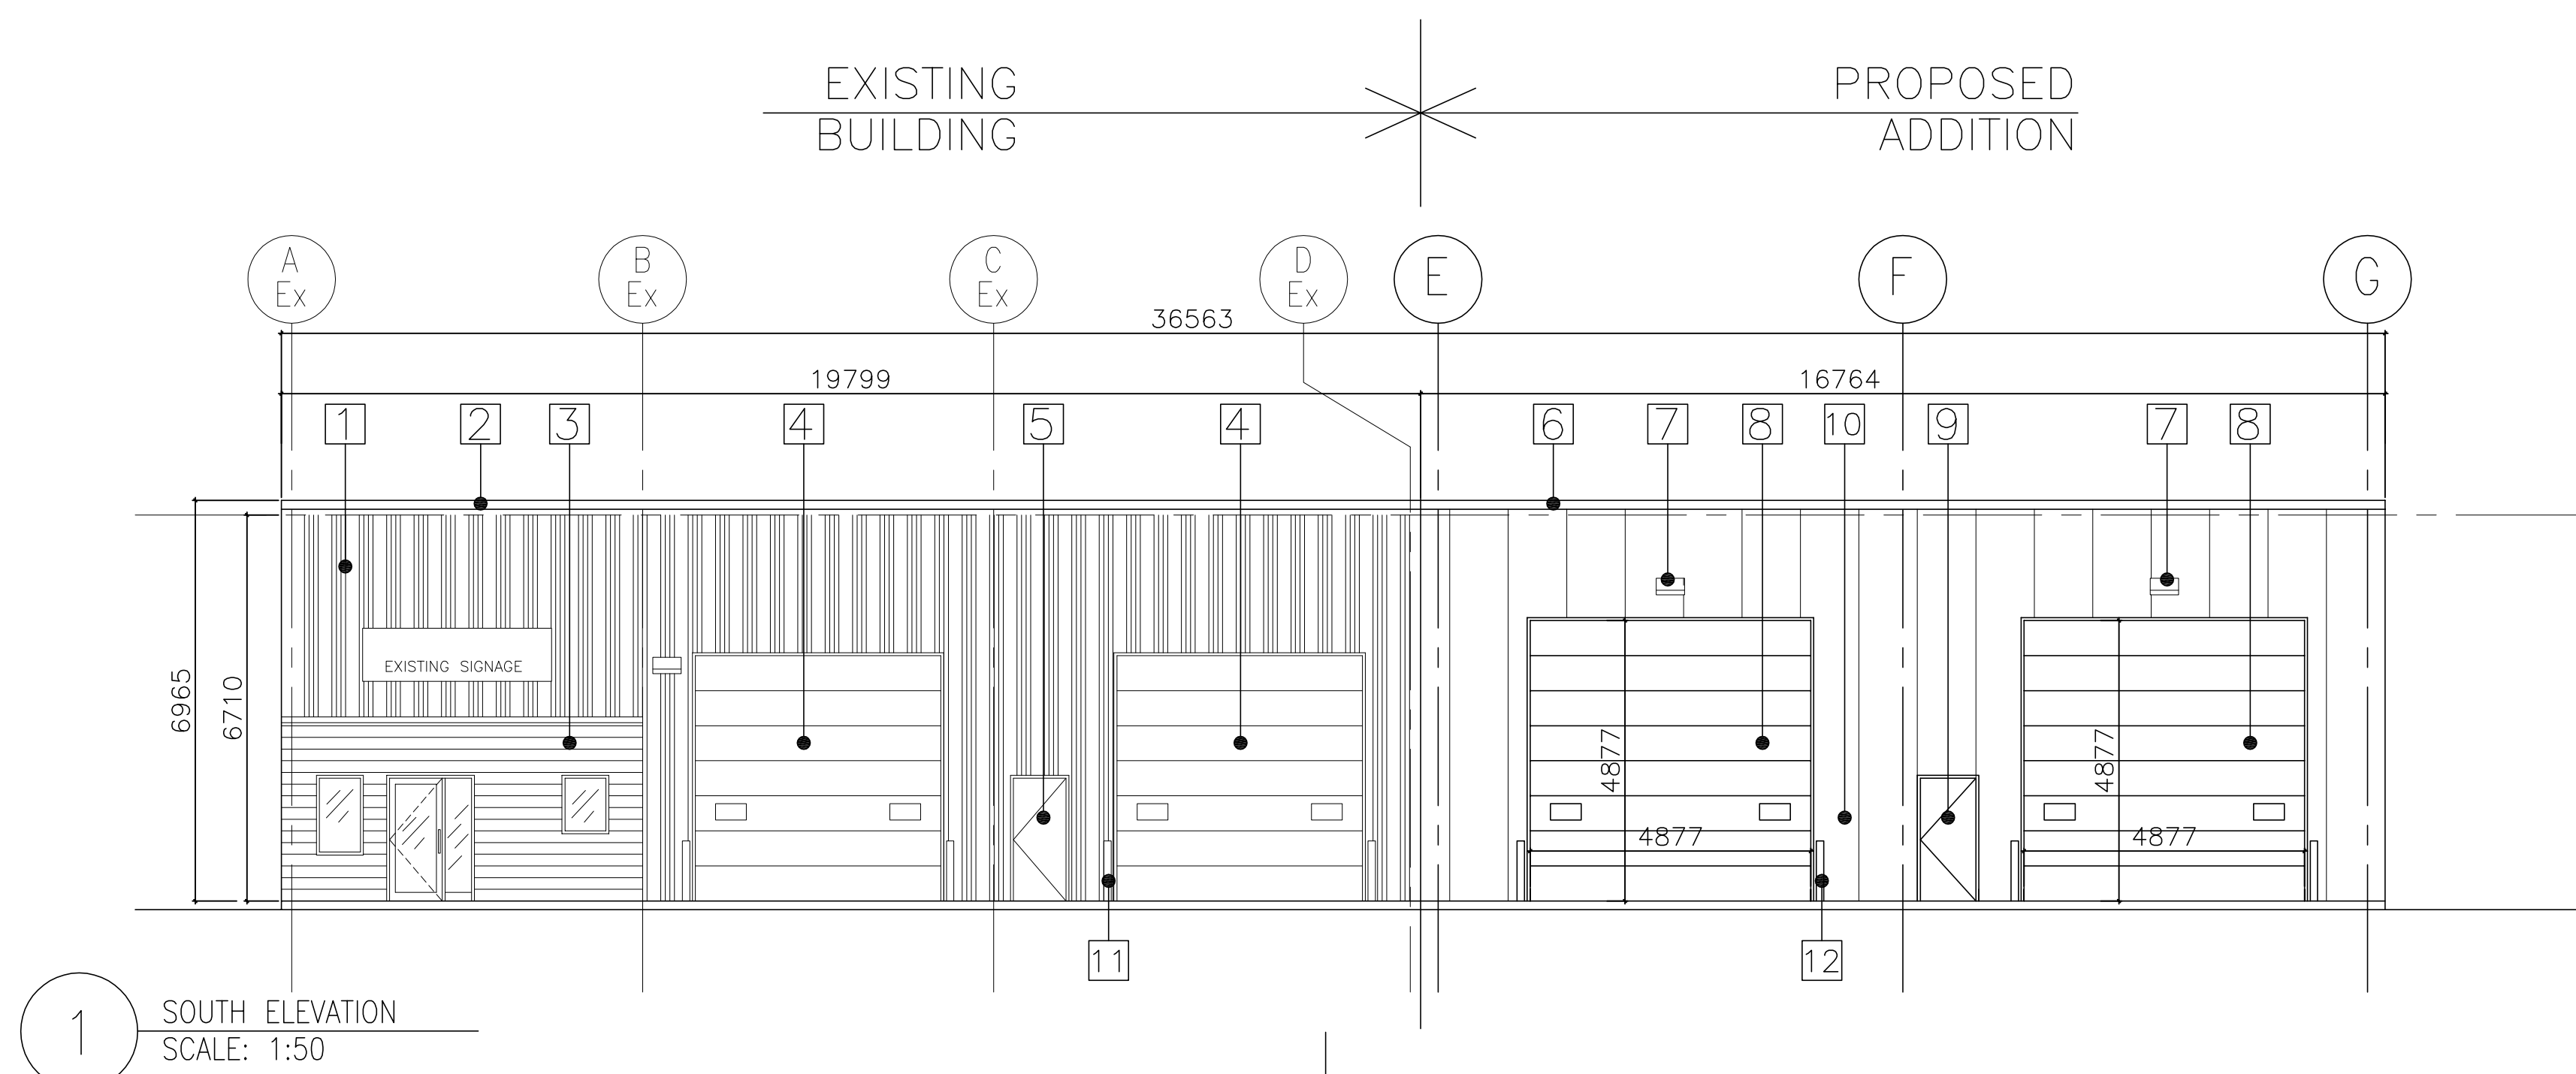 EXISTING
BUILDING
PROPOSED
ADDITION
A
Ex
B
Ex
C
Ex
D
Ex
E
F
G
36563
19799
16764
1
2
3
4
5
4
6
7
8
10
9
7
8
6965
6710
EXISTING SIGNAGE
4877
4877
4877
4877
11
12
1
SOUTH ELEVATION
SCALE: 1:50